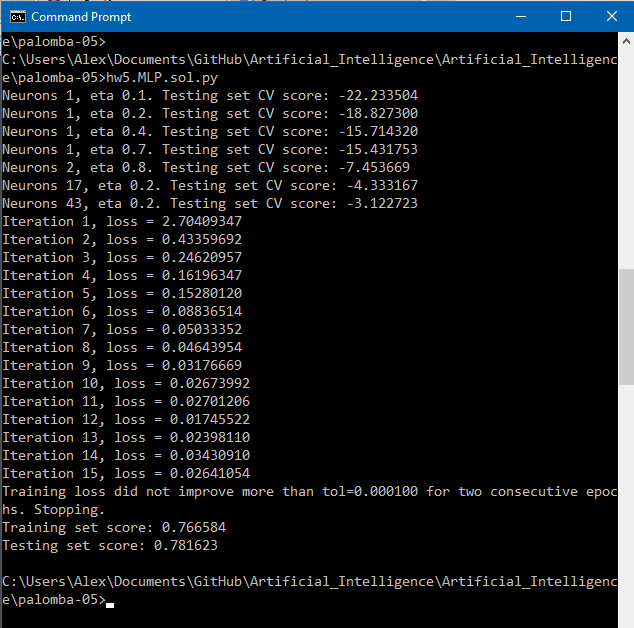 Command Prompt
e\palomba-05>
C:\Users\Alex\Documents\GitHub\Artificial_Intelligence\Artificial_Intelligenc
e\palomba-05>hw5.MLP.sol.py
Neurons 1, eta 0.1. Testing set CV score: -22.233504
Neurons 1, eta 0.2. Testing set CV score: -18.827300
Neurons 1, eta 0.4. Testing set CV score: -15.714320
Neurons 1, eta 0.7. Testing set CV score: -15.431753
Neurons 2, eta 0.8. Testing set CV score: -7.453669
Neurons 17, eta 0.2. Testing set CV score: -4.333167
Neurons 43, eta 0.2. Testing set CV score: -3.122723
Iteration 1, loss = 2.70409347
Iteration 2, loss = 0.43359692
Iteration 3, loss = 0.24620957
Iteration 4, loss = 0.16196347
Iteration 5, loss = 0.15280120
Iteration 6, loss = 0.08836514
Iteration 7, loss = 0.05033352
Iteration 8, loss = 0.04643954
Iteration 9, loss = 0.03176669
Iteration 10, loss = 0.02673992
Iteration 11, loss = 0.02701206
Iteration 12, loss = 0.01745522
Iteration 13, loss = 0.02398110
Iteration 14, loss = 0.03430910
Iteration 15, loss = 0.02641054
Training loss did not improve more than tol=0.000100 for two consecutive epoc
hs. Stopping.
Training set score: 0.766584
Testing set score: 0.781623
C:\Users\Alex\Documents\GitHub\Artificial_Intelligence\Artificial_Intelligenc
e\palomba-05>